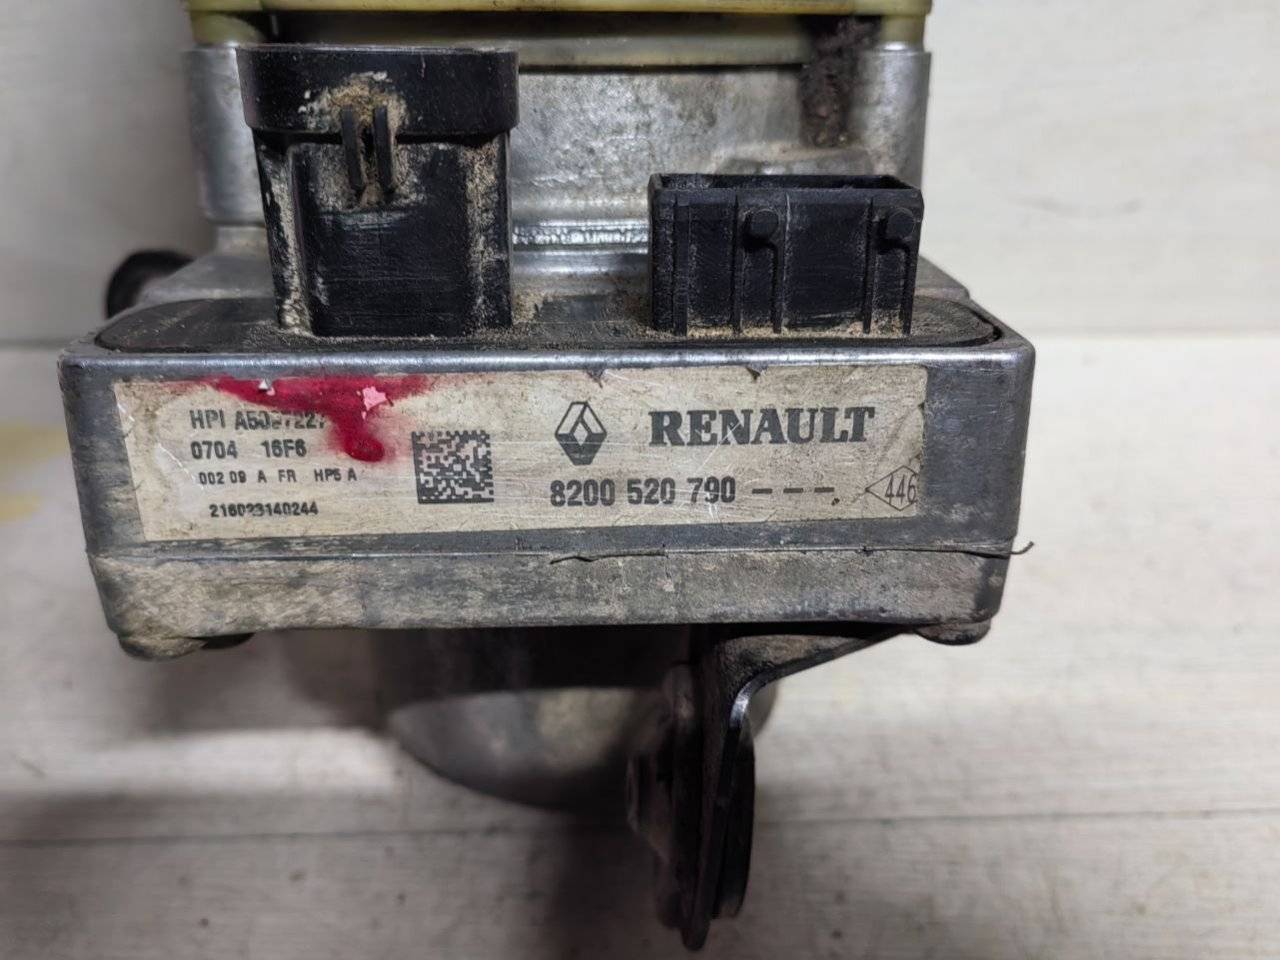 HPI
0704 16F6
002 09 A FR HP5 A
216023140244
RENAULT
8200 520 790 - - -.
446